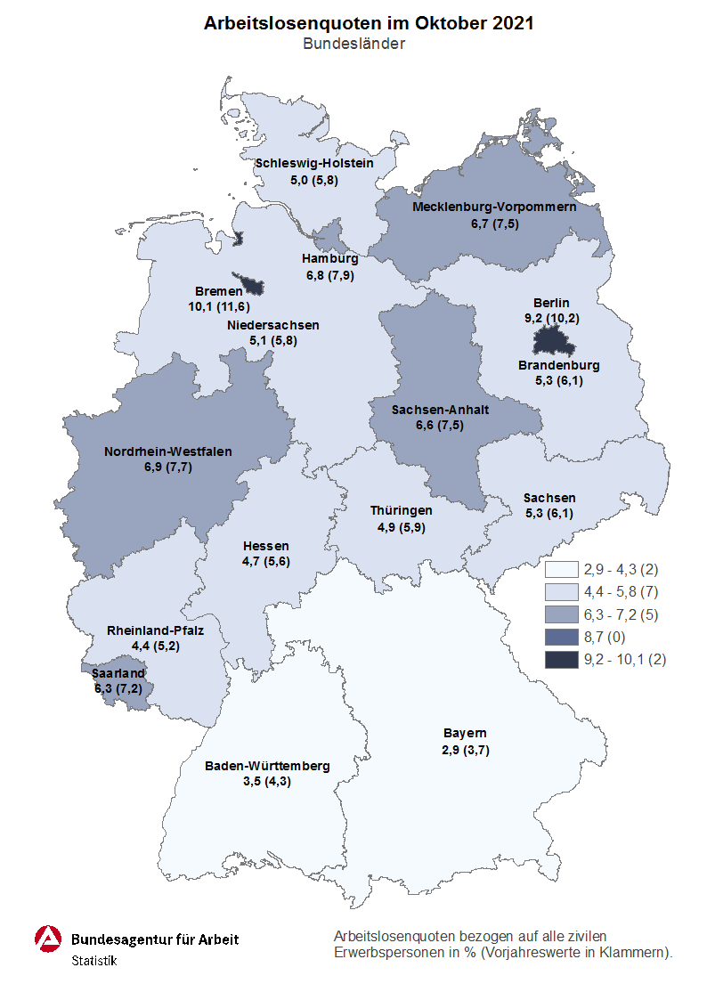 Arbeitslosenquoten im Oktober 2021
Bundesländer
Schleswig-Holstein
5,0 (5,8)
Mecklenburg-Vorpommern
6,7 (7,5)
Hamburg
6,8 (7,9)
Bremen
10,1 (11,6)
Niedersachsen
5,1 (5,8)
Berlin
9,2 (10,2)
Brandenburg
5,3 (6,1)
Sachsen-Anhalt
6,6 (7,5)
Nordrhein-Westfalen
6,9 (7,7)
Sachsen
5,3 (6,1)
Thüringen
4,9 (5,9)
Hessen
4,7 (5,6)
Rheinland-Pfalz
4,4 (5,2)
Saarland
6,3 (7,2)
2,9 - 4,3 (2)
4,4 - 5,8 (7)
6,3 - 7,2 (5)
8,7 (0)
9,2 - 10,1 (2)
Bayern
2,9 (3,7)
Baden-Württemberg
3,5 (4,3)
Bundesagentur für Arbeit
Statistik
Arbeitslosenquoten bezogen auf alle zivilen
Erwerbspersonen in % (Vorjahreswerte in Klammern).